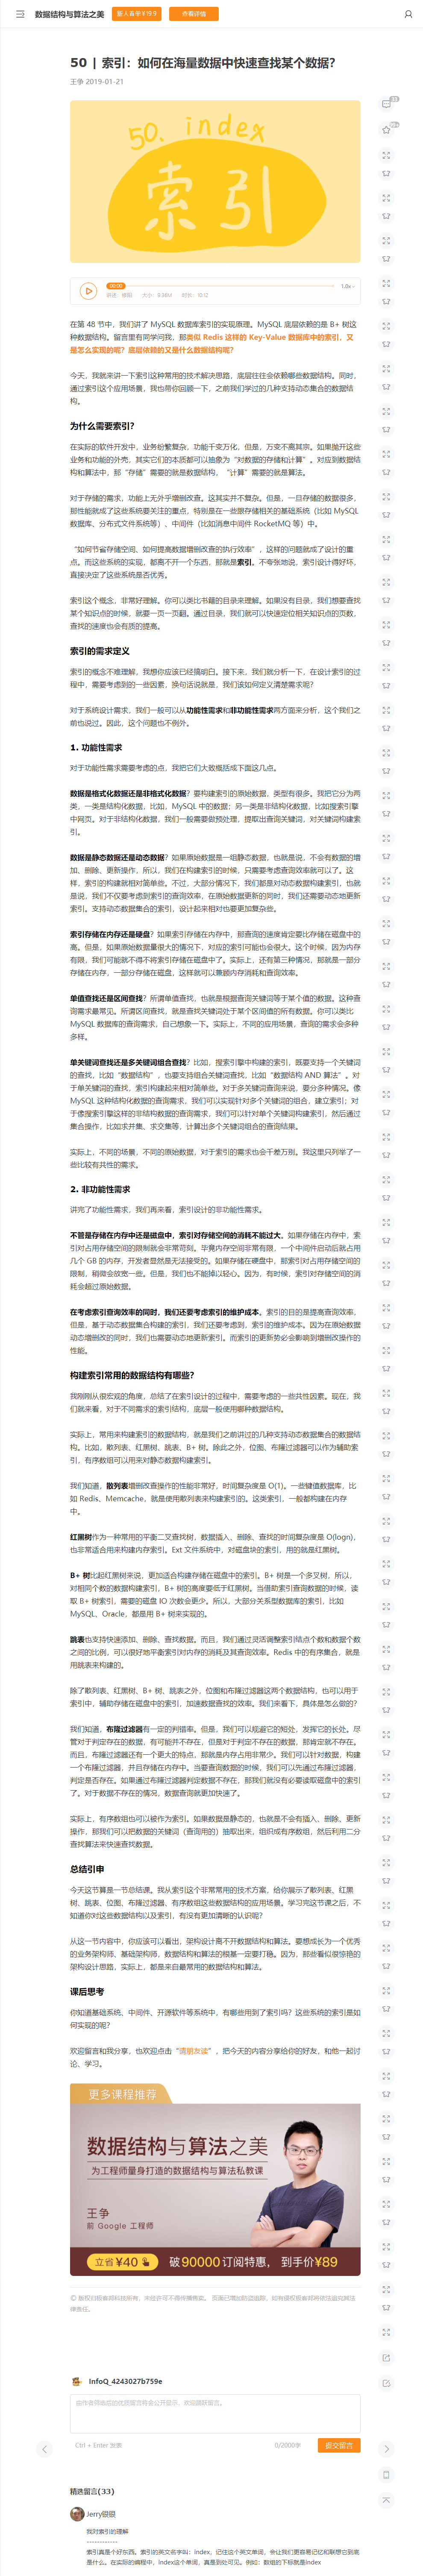 数据结构与算法之美
新人首单¥19.9
查看详情
50 | 索引：如何在海量数据中快速查找某个数据？
王争 2019-01-21
33
50. index
索引
00:00
1.0x
大小：
时长：
在第 48 节中，我们讲了 MySQL 数据库索引的实现原理。MySQL 底层依赖的是 B+ 树这
种数据结构。留言里有同学问我，那类似 Redis 这样的 Key-Value 数据库中的索引，又
是怎么实现的呢？底层依赖的又是什么数据结构呢？
今天，我就来讲一下索引这种常用的技术解决思路，底层往往会依赖哪些数据结构。同时，
通过索引这个应用场景，我也带你回顾一下，之前我们学过的几种支持动态集合的数据结
构。
为什么需要索引？
在实际的软件开发中，业务纷繁复杂，功能千变万化，但是，万变不离其宗。如果抛开这些
业务和功能的外壳，其实它们的本质都可以抽象为“对数据的存储和计算”。对应到数据结
构和算法中，那“存储”需要的就是数据结构，“计算”需要的就是算法。
对于存储的需求，功能上无外乎增删改查。这其实并不复杂。但是，一旦存储的数据很多，
那性能就成了这些系统要关注的重点，特别是在一些跟存储相关的基础系统（比如 MySQL
数据库、分布式文件系统等）、中间件（比如消息中间件 RocketMQ 等）中。
“如何节省存储空间、如何提高数据增删改查的执行效率”，这样的问题就成了设计的重
点。而这些系统的实现，都离不开一个东西，那就是索引。不夸张地说，索引设计得好坏，
直接决定了这些系统是否优秀。
索引这个概念，非常好理解。你可以类比书籍的目录来理解。如果没有目录，我们想要查找
某个知识点的时候，就要一页一页翻。通过目录，我们就可以快速定位相关知识点的页数，
查找的速度也会有质的提高。
索引的需求定义
索引的概念不难理解，我想你应该已经搞明白。接下来，我们就分析一下，在设计索引的过
程中，需要考虑到的一些因素，换句话说就是，我们该如何定义清楚需求呢？
对于系统设计需求，我们一般可以从功能性需求和非功能性需求两方面来分析，这个我们之
前也说过。因此，这个问题也不例外。
1. 功能性需求
对于功能性需求需要考虑的点，我把它们大致概括成下面这几点。
数据是格式化数据还是非格式化数据？要构建索引的原始数据，类型有很多。我把它分为两
类，一类是结构化数据，比如，MySQL 中的数据；另一类是非结构化数据，比如搜索引擎
中网页。对于非结构化数据，我们一般需要做预处理，提取出查询关键词，对关键词构建索
引。
数据是静态数据还是动态数据？如果原始数据是一组静态数据，也就是说，不会有数据的增
加、删除、更新操作，所以，我们在构建索引的时候，只需要考虑查询效率就可以了。这
样，索引的构建就相对简单些。不过，大部分情况下，我们都是对动态数据构建索引，也就
是说，我们不仅要考虑到索引的查询效率，在原始数据更新的同时，我们还需要动态地更新
索引。支持动态数据集合的索引，设计起来相对也要更加复杂些。
索引存储在内存还是硬盘？如果索引存储在内存中，那查询的速度肯定要比存储在磁盘中的
高。但是，如果原始数据量很大的情况下，对应的索引可能也会很大。这个时候，因为内存
有限，我们可能就不得不将索引存储在磁盘中了。实际上，还有第三种情况，那就是一部分
存储在内存，一部分存储在磁盘，这样就可以兼顾内存消耗和查询效率。
单值查找还是区间查找？所谓单值查找，也就是根据查询关键词等于某个值的数据。这种查
询需求最常见。所谓区间查找，就是查找关键词处于某个区间值的所有数据。你可以类比
MySQL 数据库的查询需求，自己想象一下。实际上，不同的应用场景，查询的需求会多种
多样。
单关键词查找还是多关键词组合查找？比如，搜索引擎中构建的索引，既要支持一个关键词
的查找，比如“数据结构”，也要支持组合关键词查找，比如“数据结构 AND 算法”。对
于单关键词的查找，索引构建起来相对简单些。对于多关键词查询来说，要分多种情况。像
MySQL 这种结构化数据的查询需求，我们可以实现针对多个关键词的组合，建立索引；对
于像搜索引擎这样的非结构数据的查询需求，我们可以针对单个关键词构建索引，然后通过
集合操作，比如求并集、求交集等，计算出多个关键词组合的查询结果。
实际上，不同的场景，不同的原始数据，对于索引的需求也会千差万别。我这里只列举了一
些比较有共性的需求。
2. 非功能性需求
讲完了功能性需求，我们再来看，索引设计的非功能性需求。
不管是存储在内存中还是磁盘中，索引对存储空间的消耗不能过大。如果存储在内存中，索
引对占用存储空间的限制就会非常苛刻。毕竟内存空间非常有限，一个中间件启动后就占用
几个 GB 的内存，开发者显然是无法接受的。如果存储在硬盘中，那索引对占用存储空间的
限制，稍微会放宽一些。但是，我们也不能掉以轻心。因为，有时候，索引对存储空间的消
耗会超过原始数据。
在考虑索引查询效率的同时，我们还要考虑索引的维护成本。索引的目的是提高查询效率，
但是，基于动态数据集合构建的索引，我们还要考虑到，索引的维护成本。因为在原始数据
动态增删改的同时，我们也需要动态地更新索引。而索引的更新势必会影响到增删改操作的
性能。
构建索引常用的数据结构有哪些？
我刚刚从很宏观的角度，总结了在索引设计的过程中，需要考虑的一些共性因素。现在，我
们就来看，对于不同需求的索引结构，底层一般使用哪种数据结构。
实际上，常用来构建索引的数据结构，就是我们之前讲过的几种支持动态数据集合的数据结
构。比如，散列表、红黑树、跳表、B+ 树。除此之外，位图、布隆过滤器可以作为辅助索
引，有序数组可以用来对静态数据构建索引。
我们知道，散列表增删改查操作的性能非常好，时间复杂度是 O(1)。一些键值数据库，比
如 Redis、Memcache，就是使用散列表来构建索引的。这类索引，一般都构建在内存
中。
红黑树作为一种常用的平衡二叉查找树，数据插入、删除、查找的时间复杂度是 O(logn)，
也非常适合用来构建内存索引。Ext 文件系统中，对磁盘块的索引，用的就是红黑树。
B+ 树比起红黑树来说，更加适合构建存储在磁盘中的索引。B+ 树是一个多叉树，所以，
对相同个数的数据构建索引，B+ 树的高度要低于红黑树。当借助索引查询数据的时候，读
取 B+ 树索引，需要的磁盘 IO 次数会更少。所以，大部分关系型数据库的索引，比如
MySQL、Oracle，都是用 B+ 树来实现的。
跳表也支持快速添加、删除、查找数据。而且，我们通过灵活调整索引结点个数和数据个数
之间的比例，可以很好地平衡索引对内存的消耗及其查询效率。Redis 中的有序集合，就是
用跳表来构建的。
除了散列表、红黑树、B+ 树、跳表之外，位图和布隆过滤器这两个数据结构，也可以用于
索引中，辅助存储在磁盘中的索引，加速数据查找的效率。我们来看下，具体是怎么做的？
我们知道，布隆过滤器有一定的判错率。但是，我们可以规避它的短处，发挥它的长处。尽
管对于判定存在的数据，有可能并不存在，但是对于判定不存在的数据，那肯定就不存在。
而且，布隆过滤器还有一个更大的特点，那就是内存占用非常少。我们可以针对数据，构建
一个布隆过滤器，并且存储在内存中。当要查询数据的时候，我们可以先通过布隆过滤器，
判定是否存在。如果通过布隆过滤器判定数据不存在，那我们就没有必要读取磁盘中的索引
了。对于数据不存在的情况，数据查询就更加快速了。
实际上，有序数组也可以被作为索引。如果数据是静态的，也就是不会有插入、删除、更新
操作，那我们可以把数据的关键词（查询用的）抽取出来，组织成有序数组，然后利用二分
查找算法来快速查找数据。
总结引申
今天这节算是一节总结课。我从索引这个非常常用的技术方案，给你展示了散列表、红黑
树、跳表、位图、布隆过滤器、有序数组这些数据结构的应用场景。学习完这节课之后，不
知道你对这些数据结构以及索引，有没有更加清晰的认识呢？
从这一节内容中，你应该可以看出，架构设计离不开数据结构和算法。要想成长为一个优秀
的业务架构师、基础架构师，数据结构和算法的根基一定要打稳。因为，那些看似很惊艳的
架构设计思路，实际上，都是来自最常用的数据结构和算法。
课后思考
你知道基础系统、中间件、开源软件等系统中，有哪些用到了索引吗？这些系统的索引是如
何实现的呢？
欢迎留言和我分享，也欢迎点击“请朋友读”，把今天的内容分享给你的好友，和他一起讨
论、学习。
更多课程推荐
数据结构与算法之美
为工程师量身打造的数据结构与算法私教课
王争
前 Google 工程师
立省¥40
破 90000 订阅特惠，到手价¥89
© 版权归极客邦科技所有，未经许可不得传播售卖。 页面已增加防盗追踪，如有侵权极客邦将依法追究其法
律责任。
InfoQ_4243027b759e
由作者筛选后的优质留言将会公开显示，欢迎踊跃留言。
Ctrl + Enter 发表
0/2000字
提交留言
精选留言(33)
Jerry银银
我对索引的理解
------------
索引真是个好东西。索引的英文名字叫：index，记住这个英文单词，会让我们更容易记忆和联想它到底
是什么。在实际的编程中，index这个单词，真是到处可见。例如：数组的下标就是index